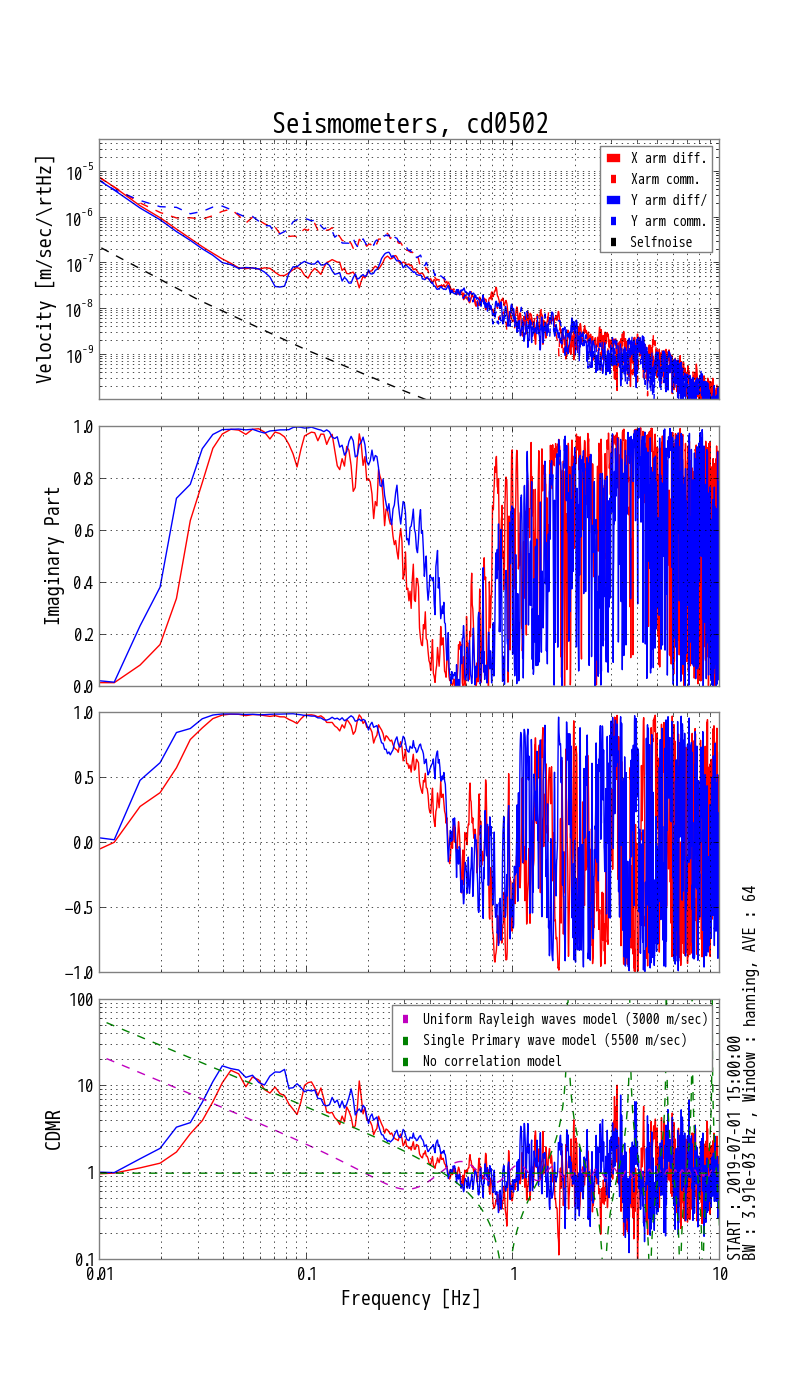 Seismometers, cd0502
Velocity [m/sec/\rtHz]
10^-5
10^-6
10^-7
10^-8
10^-9
X arm diff.
Xarm comm.
Y arm diff/
Y arm comm.
Selfnoise
Imaginary Part
1.0
0.8
0.6
0.4
0.2
0.0
1.0
0.5
0.0
−0.5
−1.0
CDMR
100
10
1
0.1
Uniform Rayleigh waves model (3000 m/sec)
Single Primary wave model (5500 m/sec)
No correlation model
0.01 0.1 1 10
Frequency [Hz]
START : 2019-07-01 15:00:00
BW : 3.91e-03 Hz , Window : hanning, AVE : 64